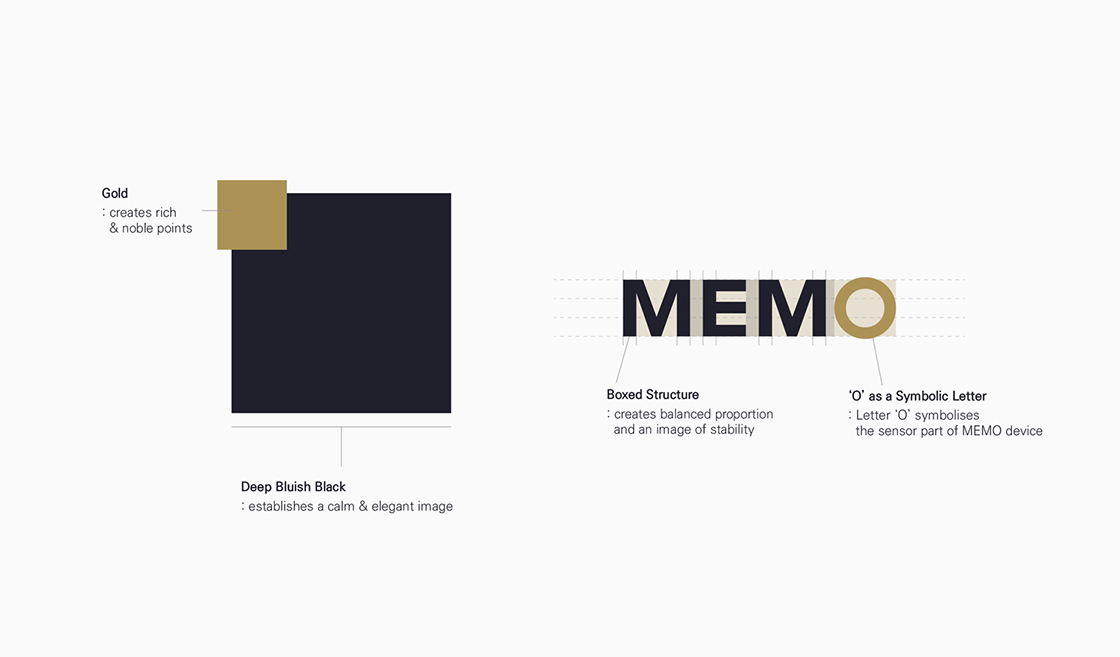 Gold
: creates rich
& noble points
Deep Bluish Black
: establishes a calm & elegant image
MEMO
Boxed Structure
: creates balanced proportion
and an image of stability
‘O’ as a Symbolic Letter
: Letter ‘O’ symbolises
the sensor part of MEMO device